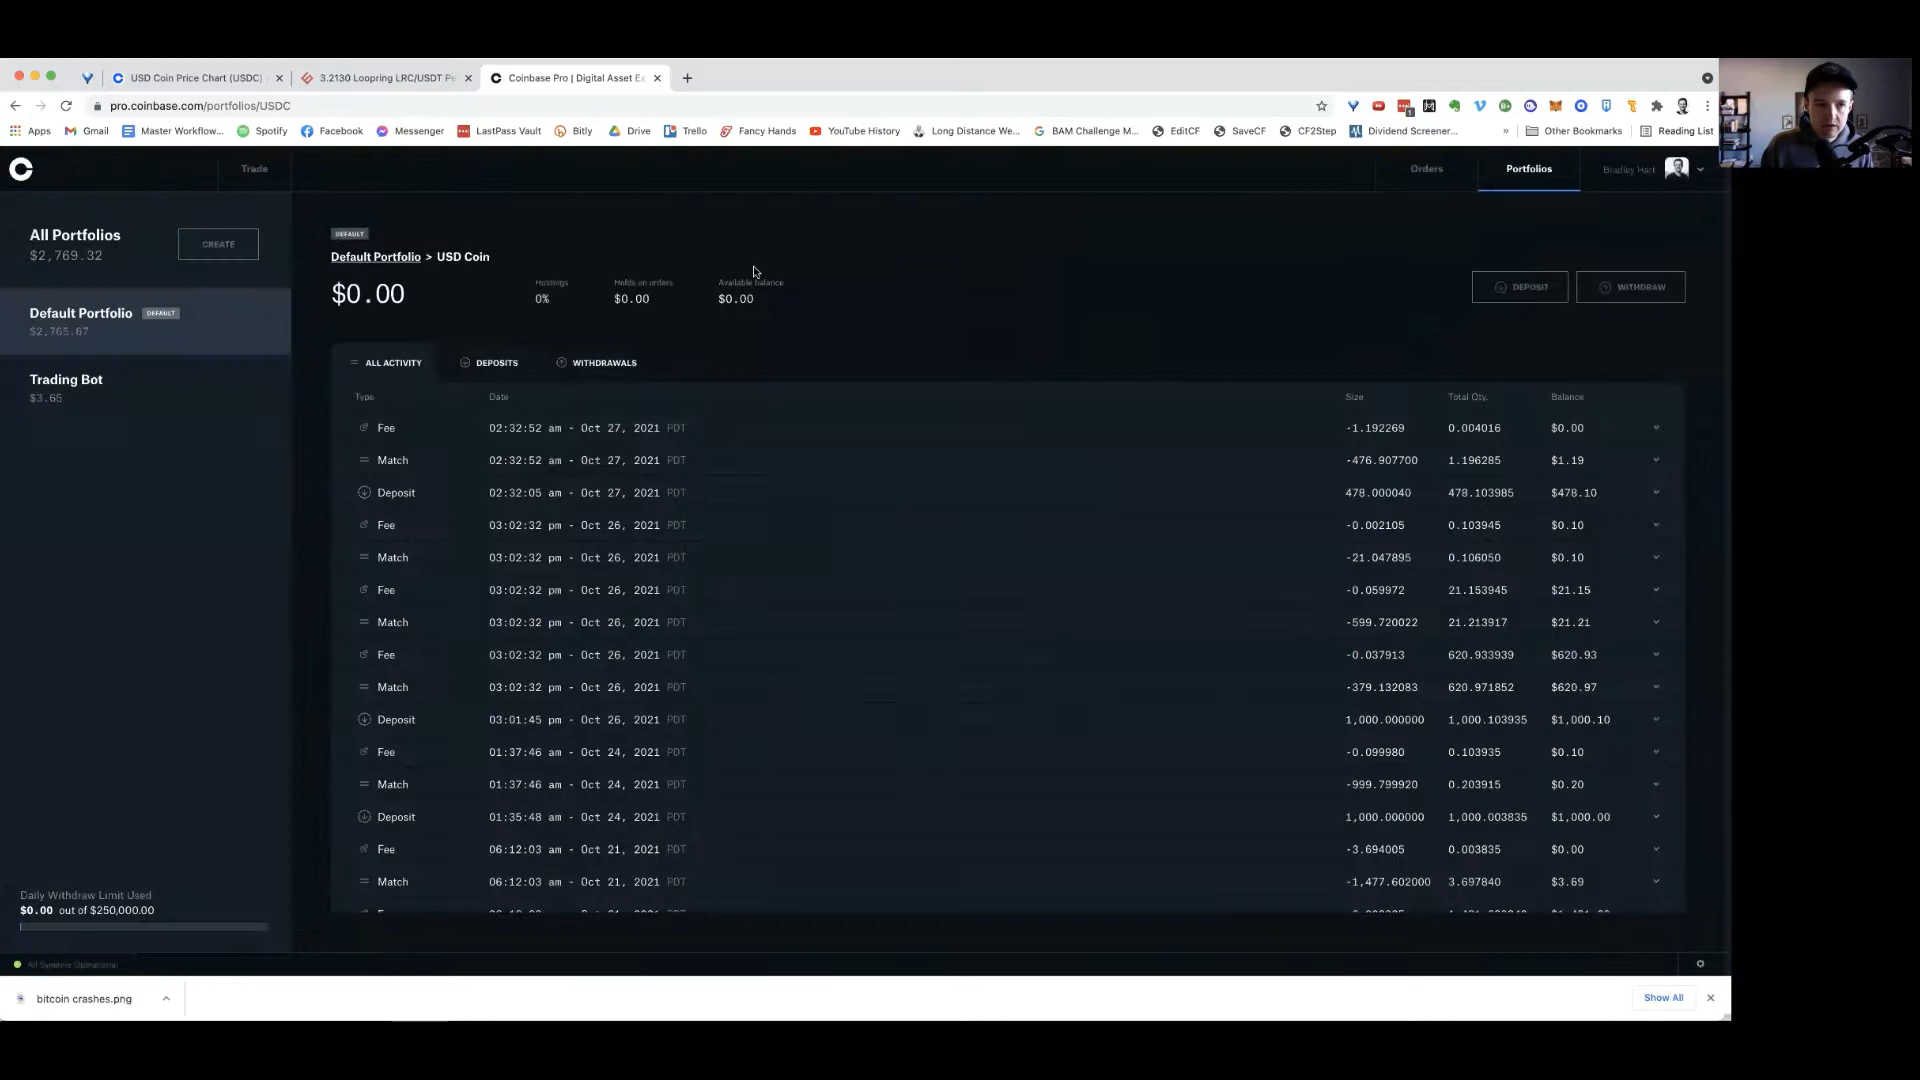 USD Coin Price Chart (USDC)
3.2130 Loopring LRC/USDT Pe
Coinbase Pro | Digital Asset Ex
pro.coinbase.com/portfolios/USDC
Apps Gmail Master Workflow... Spotify Facebook Messenger LastPass Vault Bitly Drive Trello Fancy Hands YouTube History Long Distance We... BAM Challenge M... EditCF SaveCF CF2Step Dividend Screener... » Other Bookmarks Reading List
Trade Orders Portfolios Bradley Hart
All Portfolios
$2,769.32
CREATE
Default Portfolio DEFAULT
$2,765.67
Trading Bot
$3.65
DEFAULT
Default Portfolio > USD Coin
$0.00
Holdings Holds on orders Available balance
0% $0.00 $0.00
DEPOSIT WITHDRAW
ALL ACTIVITY DEPOSITS WITHDRAWALS
Type Date Size Total Qty. Balance
Fee 02:32:52 am - Oct 27, 2021 PDT -1.192269 0.004016 $0.00
Match 02:32:52 am - Oct 27, 2021 PDT -476.907700 1.196285 $1.19
Deposit 02:32:05 am - Oct 27, 2021 PDT 478.000040 478.103985 $478.10
Fee 03:02:32 pm - Oct 26, 2021 PDT -0.002105 0.103945 $0.10
Match 03:02:32 pm - Oct 26, 2021 PDT -21.047895 0.106050 $0.10
Fee 03:02:32 pm - Oct 26, 2021 PDT -0.059972 21.153945 $21.15
Match 03:02:32 pm - Oct 26, 2021 PDT -599.720022 21.213917 $21.21
Fee 03:02:32 pm - Oct 26, 2021 PDT -0.037913 620.933939 $620.93
Match 03:02:32 pm - Oct 26, 2021 PDT -379.132083 620.971852 $620.97
Deposit 03:01:45 pm - Oct 26, 2021 PDT 1,000.000000 1,000.103935 $1,000.10
Fee 01:37:46 am - Oct 24, 2021 PDT -0.099980 0.103935 $0.10
Match 01:37:46 am - Oct 24, 2021 PDT -999.799920 0.203915 $0.20
Deposit 01:35:48 am - Oct 24, 2021 PDT 1,000.000000 1,000.003835 $1,000.00
Fee 06:12:03 am - Oct 21, 2021 PDT -3.694005 0.003835 $0.00
Match 06:12:03 am - Oct 21, 2021 PDT -1,477.602000 3.697840 $3.69
Daily Withdraw Limit Used
$0.00 out of $250,000.00
All Systems Operational
bitcoin crashes.png
Show All